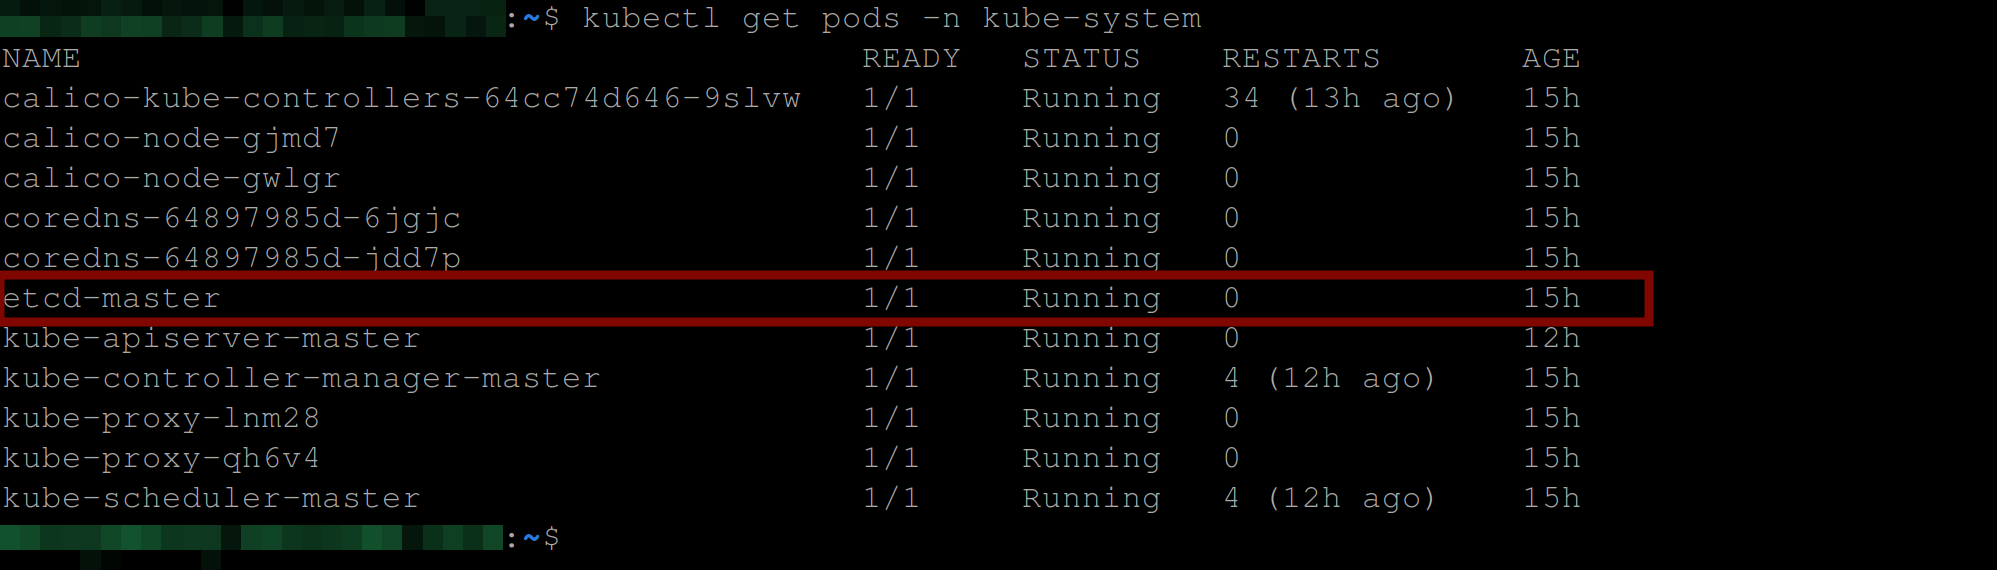 :~$ kubectl get pods -n kube-system
NAME READY STATUS RESTARTS AGE
calico-kube-controllers-64cc74d646-9slvw 1/1 Running 34 (13h ago) 15h
calico-node-gjmd7 1/1 Running 0 15h
calico-node-gwlgr 1/1 Running 0 15h
coredns-64897985d-6jgjc 1/1 Running 0 15h
coredns-64897985d-jdd7p 1/1 Running 0 15h
etcd-master 1/1 Running 0 15h
kube-apiserver-master 1/1 Running 0 12h
kube-controller-manager-master 1/1 Running 4 (12h ago) 15h
kube-proxy-lnm28 1/1 Running 0 15h
kube-proxy-qh6v4 1/1 Running 0 15h
kube-scheduler-master 1/1 Running 4 (12h ago) 15h
:~$